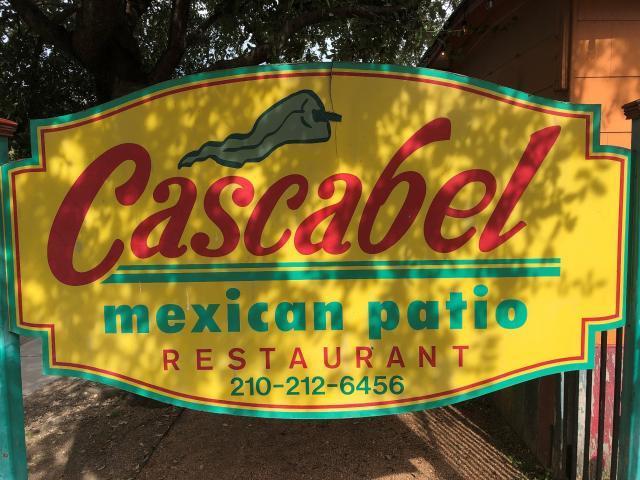 Cascabel
mexican patio
RESTAURANT
210-212-6456